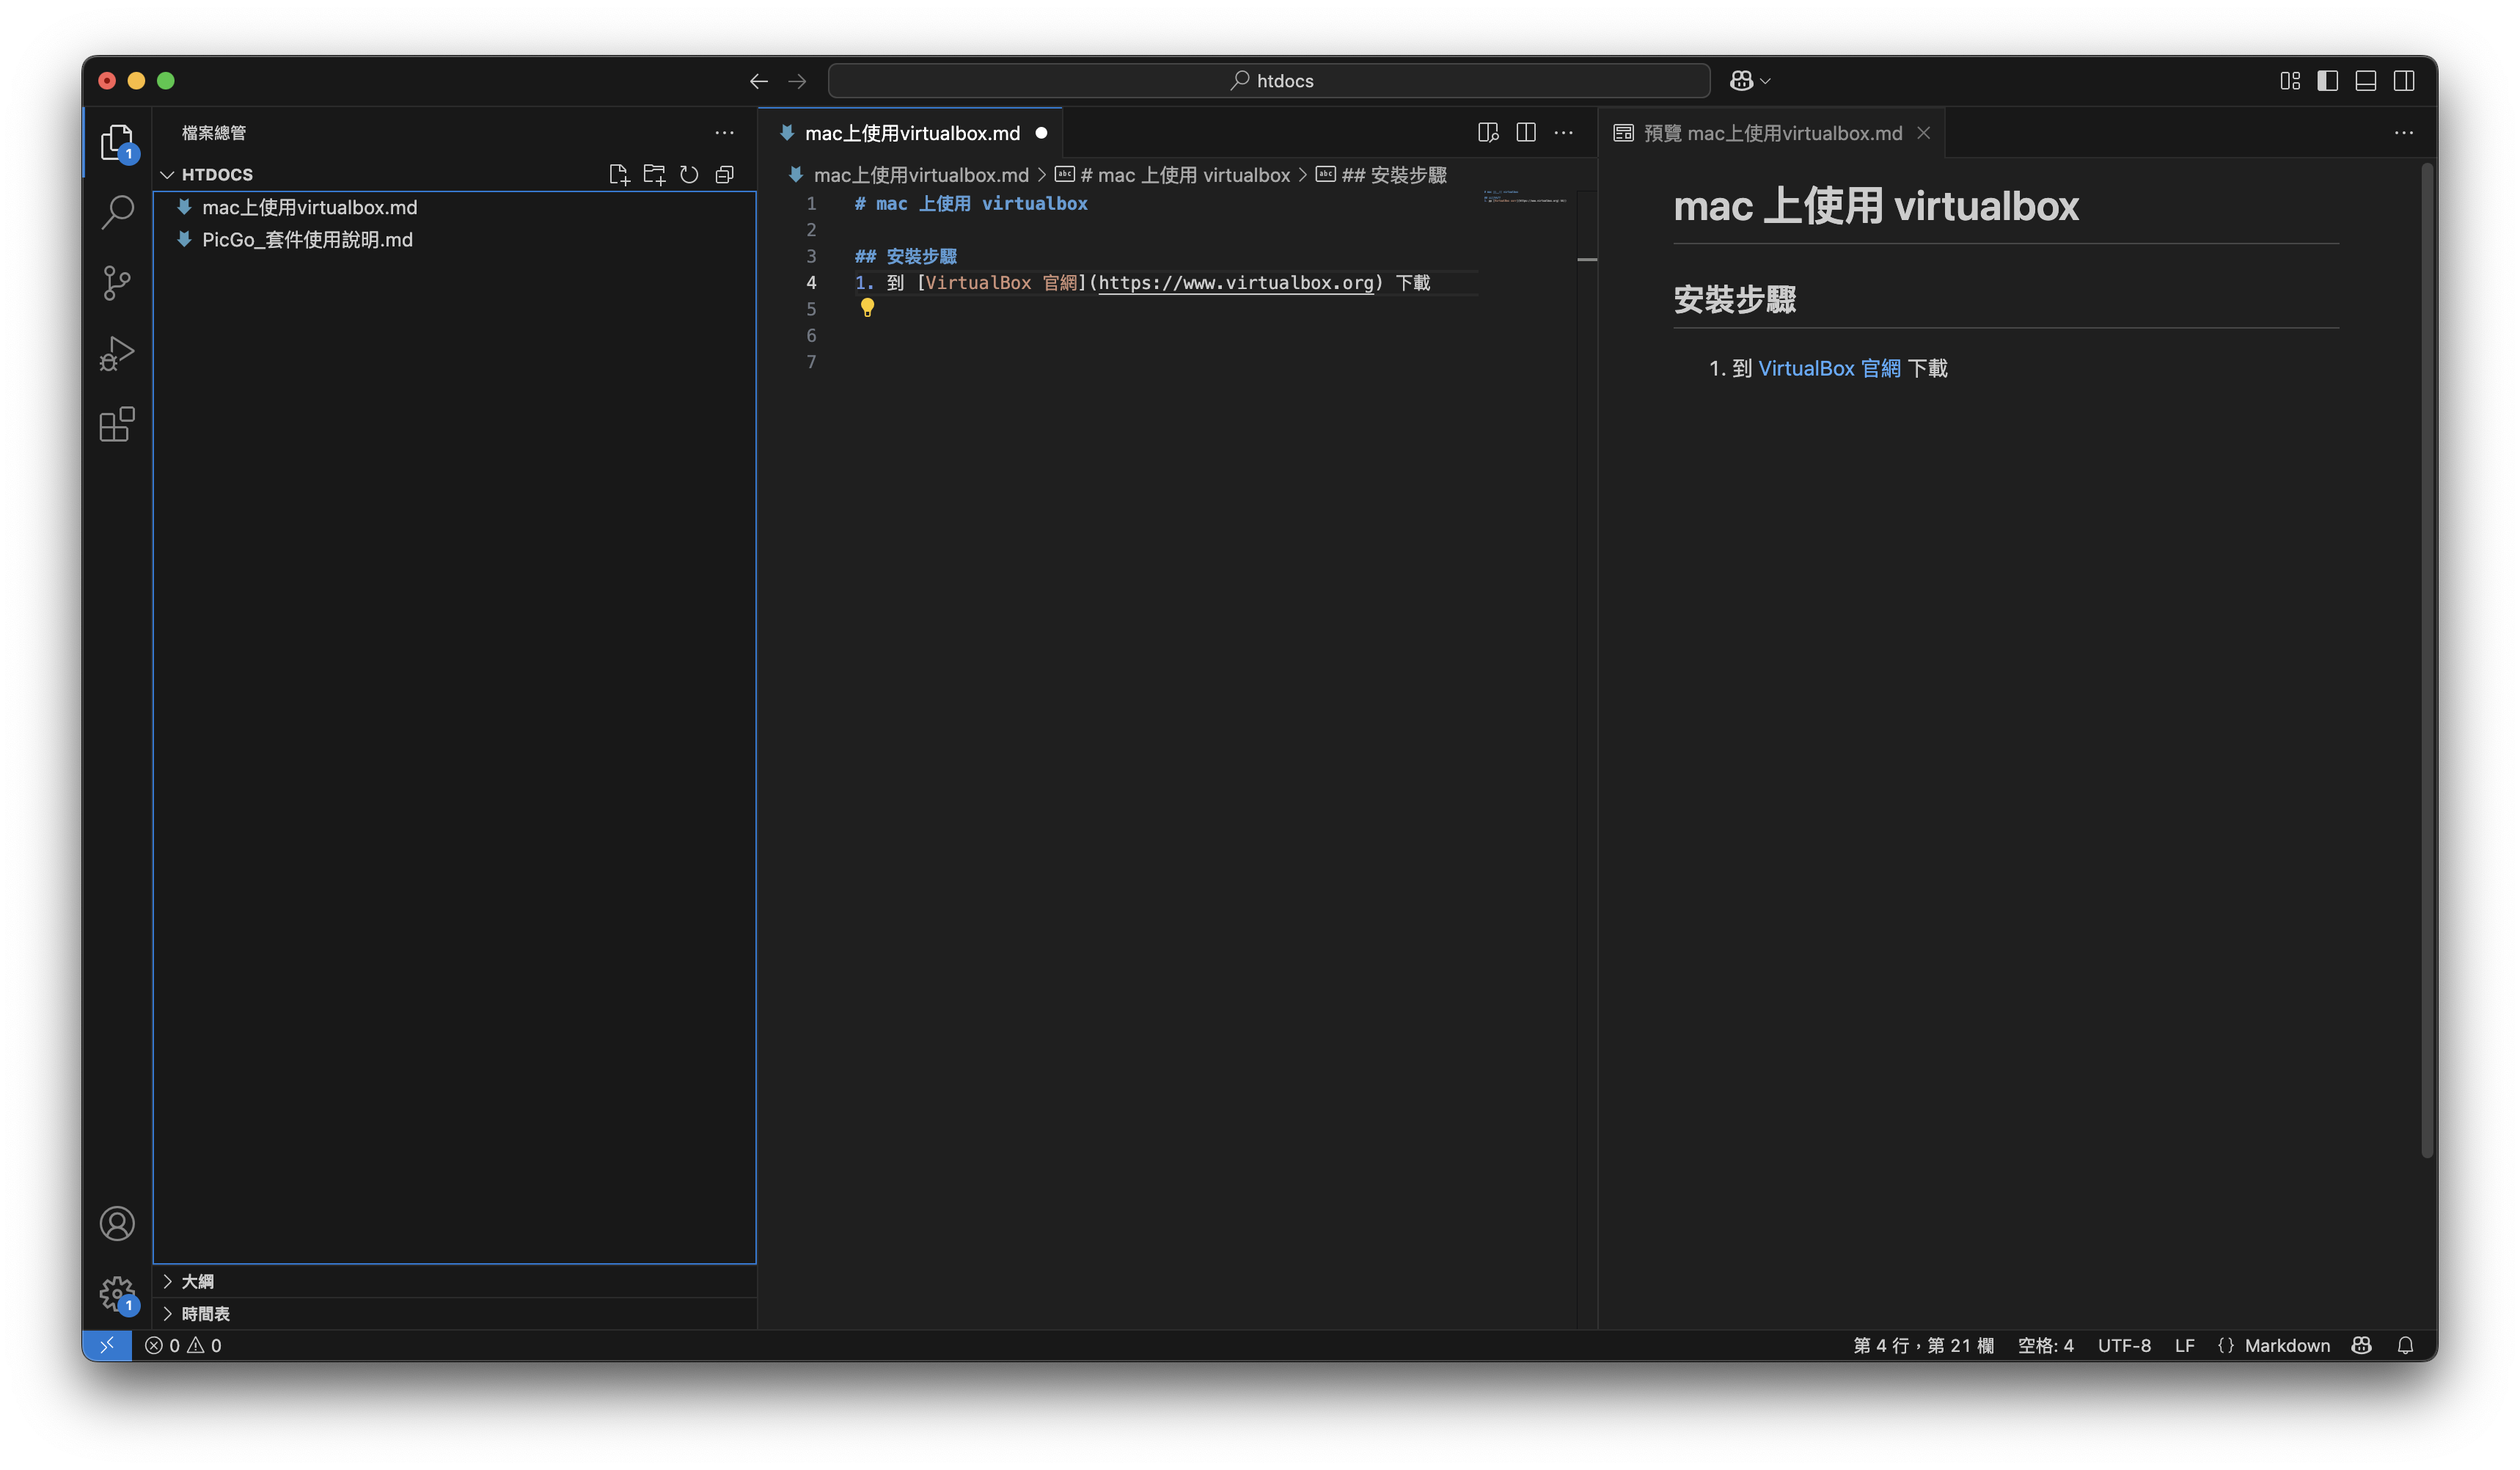 htdocs
檔案總管
HTDOCS
mac上使用virtualbox.md
PicGo_套件使用說明.md
大綱
時間表
mac上使用virtualbox.md
mac上使用virtualbox.md > # mac 上使用 virtualbox > ## 安裝步驟
1 # mac 上使用 virtualbox
2
3 ## 安裝步驟
4 1. 到 [VirtualBox 官網](https://www.virtualbox.org) 下載
5
6
7
預覽 mac上使用virtualbox.md
mac 上使用 virtualbox
安裝步驟
1. 到 VirtualBox 官網 下載
1
1
0 0
第 4 行，第 21 欄 空格: 4 UTF-8 LF {} Markdown